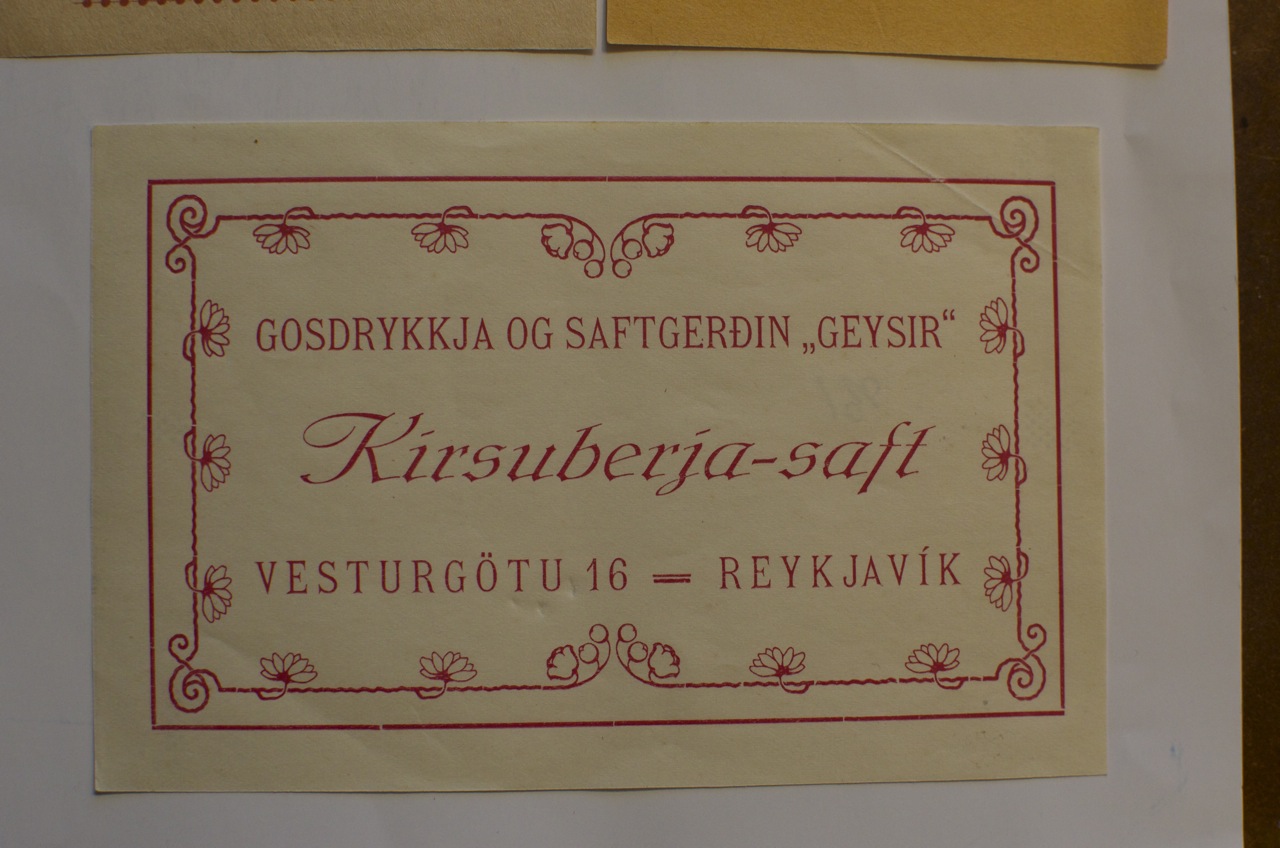 GOSDRYKKJA OG SAFTGERÐIN „GEYSIR“
Kirsuberja-saft
VESTURGÖTU 16 = REYKJAVÍK